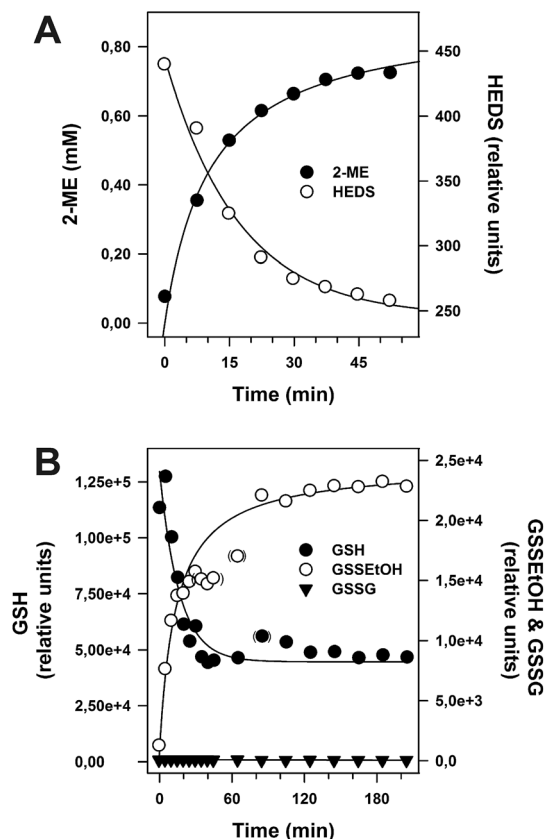 A
0,80
0,60
0,40
0,20
0,00
2-ME (mM)
450
400
350
300
250
HEDS (relative units)
2-ME
HEDS
0
15
30
45
Time (min)
B
1,25e+5
1,00e+5
7,50e+4
5,00e+4
2,50e+4
0,00
GSH
(relative units)
2,5e+4
2,0e+4
1,5e+4
1,0e+4
5,0e+3
0,0
GSSEtOH & GSSG
(relative units)
GSH
GSSEtOH
GSSG
0
60
120
180
Time (min)